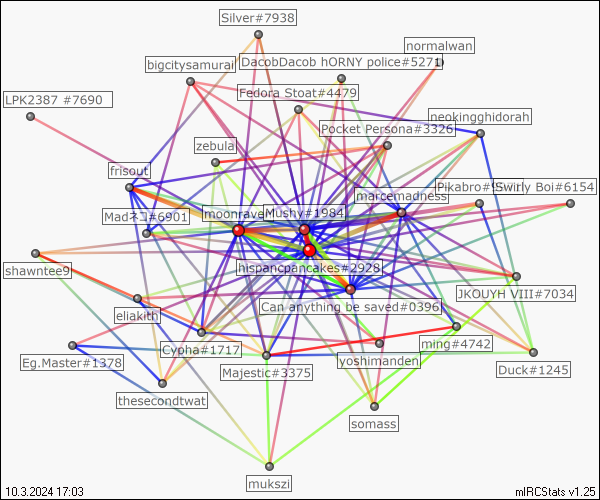 Silver#7938
normalwan
DacobDacob hORNY police#5271
bigcitysamurai
Fedora Stoat#4479
LPK2387 #7690
neokingghidorah
Pocket Persona#3326
zebula
frisout
Pikabro#
Swirly Boi#6154
marcemadness
Madネコ#6901
moonrave
Mushy#1984
hispancpancakes#2928
shawntee9
JKOUYH VIII#7034
Can anything be saved#0396
eliakith
ming#4742
Cypha#1717
yoshimanden
Eg.Master#1378
Majestic#3375
Duck#1245
thesecondtwat
somass
mukszi
10.3.2024 17:03
mIRCStats v1.25